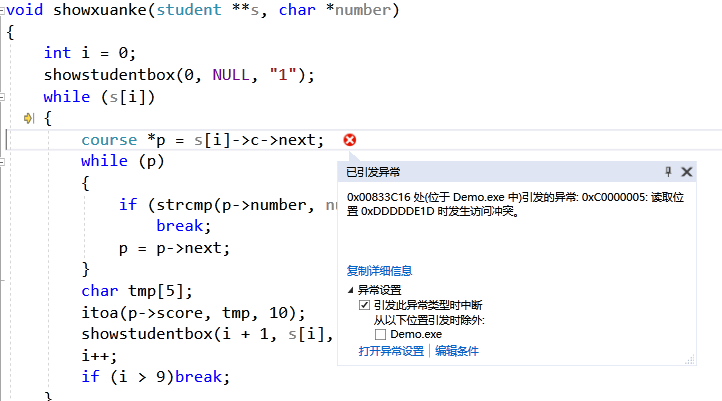 void showxuanke(student **s, char *number)
{
int i = 0;
showstudentbox(0, NULL, "1");
while (s[i])
{
course *p = s[i]->c->next;
while (p)
{
if (strcmp(p->number,
break;
p = p->next;
}
char tmp[5];
itoa(p->score, tmp, 10);
showstudentbox(i + 1, s[i],
i++;
if (i > 9)break;
}
已引发异常
0x00833C16 处(位于 Demo.exe 中)引发的异常: 0xC0000005: 读取位
置 0xDDDDDE1D 时发生访问冲突。
复制详细信息
异常设置
引发此异常类型时中断
从以下位置引发时除外:
Demo.exe
打开异常设置 | 编辑条件